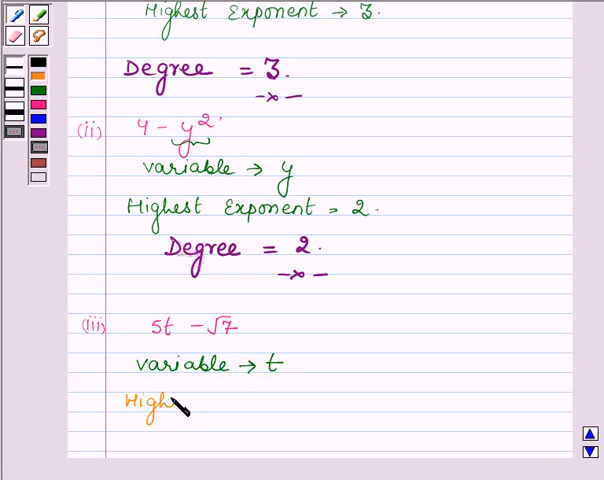 Highest Exponent → 3.
Degree = 3.
—x—
(ii) 4 - y².
variable → y
Highest Exponent = 2.
Degree = 2.
—x—
(iii) 5t - √7
variable → t
High